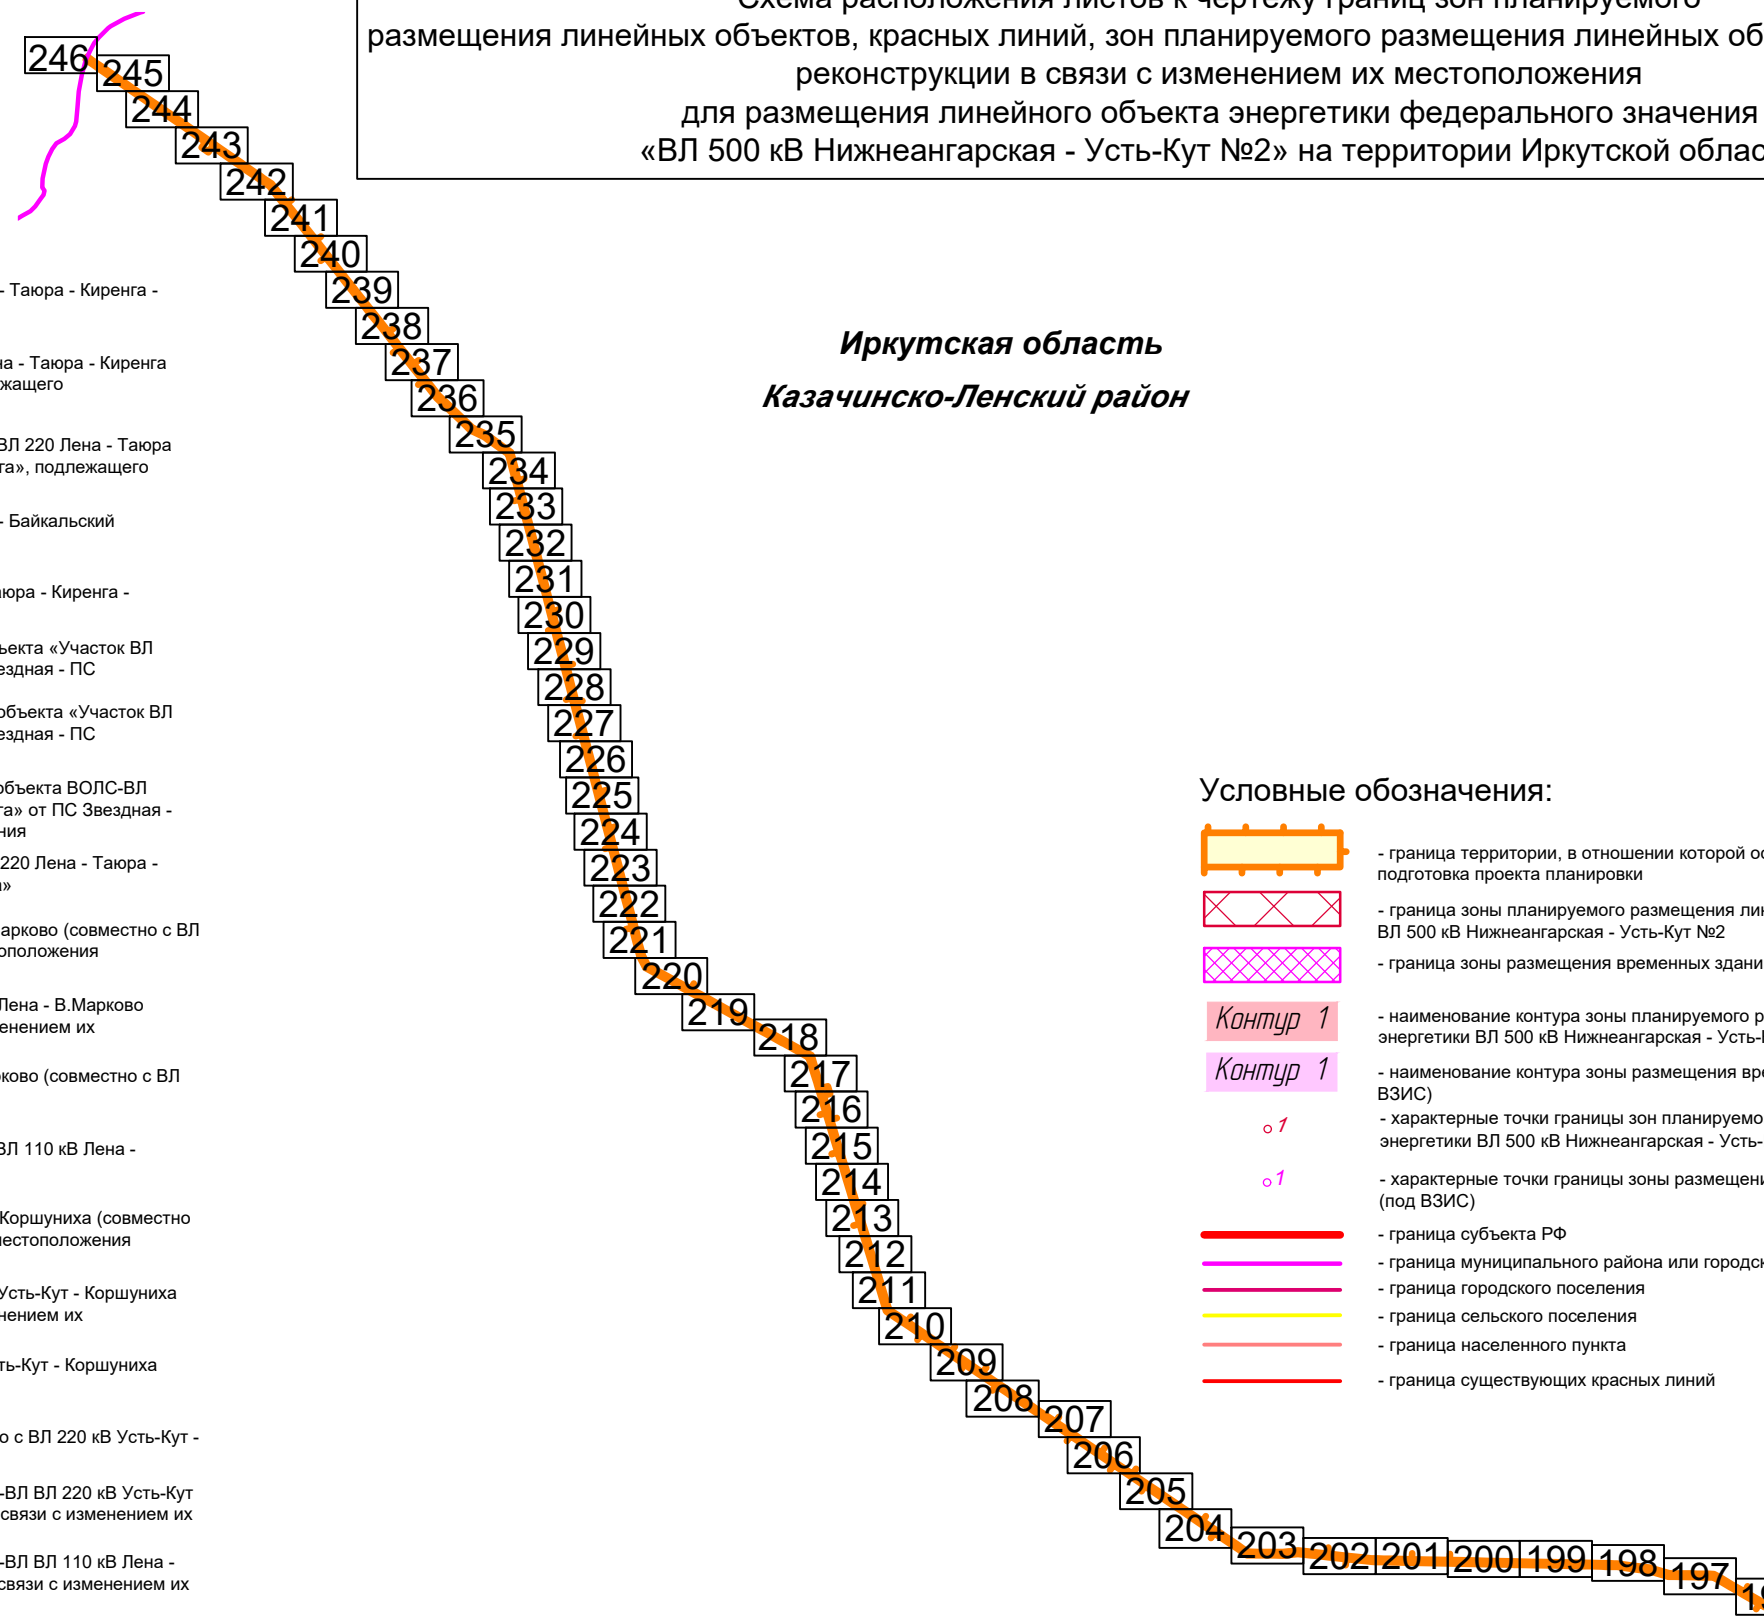 Схема расположения листов к чертежу границ зон планируемого
размещения линейных объектов, красных линий, зон планируемого размещения линейных об
реконструкции в связи с изменением их местоположения
для размещения линейного объекта энергетики федерального значения
«ВЛ 500 кВ Нижнеангарская - Усть-Кут №2» на территории Иркутской облас
246
245
244
243
242
241
240
239
238
237
236
235
234
233
232
231
230
229
228
227
226
225
224
223
222
221
220
219
218
217
216
215
214
213
212
211
210
209
208
207
206
205
204
203
202
201
200
199
198
197
19
Иркутская область
Казачинско-Ленский район
- Таюра - Киренга -
на - Таюра - Киренга
жащего
ВЛ 220 Лена - Таюра
га», подлежащего
- Байкальский
аюра - Киренга -
ъекта «Участок ВЛ
ездная - ПС
объекта «Участок ВЛ
ездная - ПС
объекта ВОЛС-ВЛ
га» от ПС Звездная -
ния
220 Лена - Таюра -
а»
арково (совместно с ВЛ
оположения
Лена - В.Марково
енением их
ково (совместно с ВЛ
ВЛ 110 кВ Лена -
Коршуниха (совместно
местоположения
Усть-Кут - Коршуниха
нением их
ть-Кут - Коршуниха
о с ВЛ 220 кВ Усть-Кут -
-ВЛ ВЛ 220 кВ Усть-Кут
связи с изменением их
-ВЛ ВЛ 110 кВ Лена -
связи с изменением их
Условные обозначения:
- граница территории, в отношении которой ос
подготовка проекта планировки
- граница зоны планируемого размещения лин
ВЛ 500 кВ Нижнеангарская - Усть-Кут №2
- граница зоны размещения временных здани
Контур 1
- наименование контура зоны планируемого р
энергетики ВЛ 500 кВ Нижнеангарская - Усть-К
Контур 1
- наименование контура зоны размещения вре
ВЗИС)
1
- характерные точки границы зон планируемо
энергетики ВЛ 500 кВ Нижнеангарская - Усть-
1
- характерные точки границы зоны размещени
(под ВЗИС)
- граница субъекта РФ
- граница муниципального района или городск
- граница городского поселения
- граница сельского поселения
- граница населенного пункта
- граница существующих красных линий